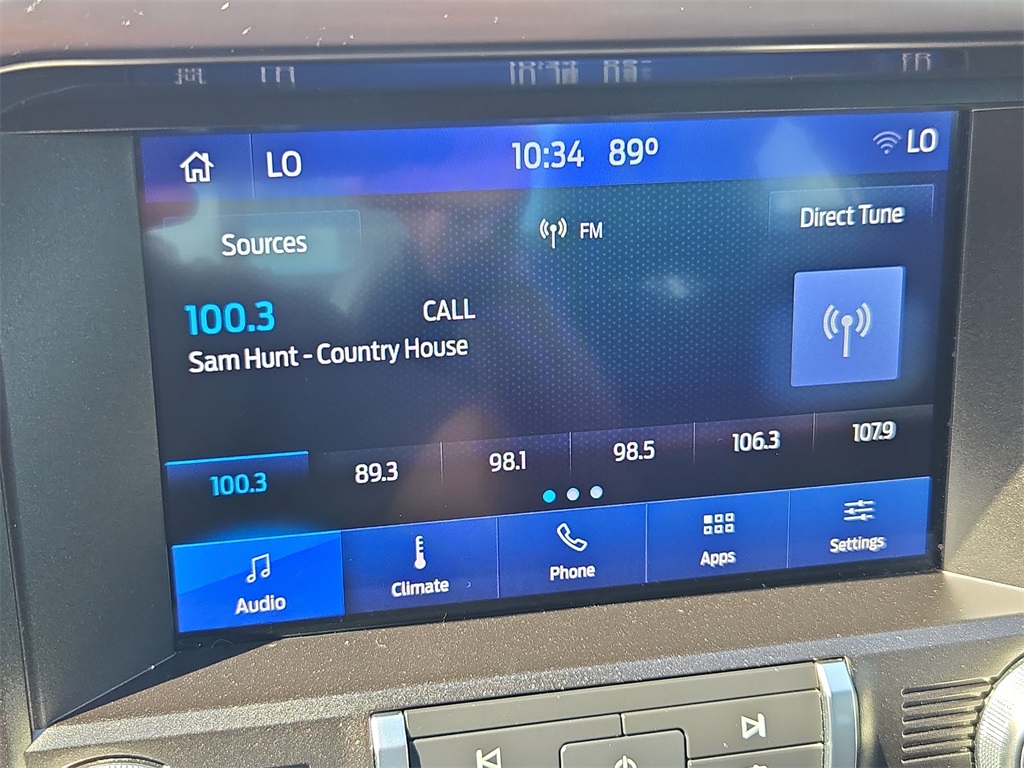 LO 10:34 89° LO
Sources FM Direct Tune
100.3 CALL
Sam Hunt - Country House
100.3 89.3 98.1 98.5 106.3 107.9
Audio Climate Phone Apps Settings